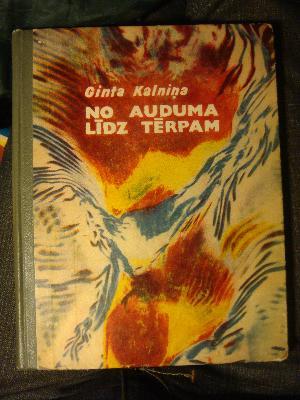 Ginta Kalniņa
NO AUDUMA
LĪDZ TĒRPAM